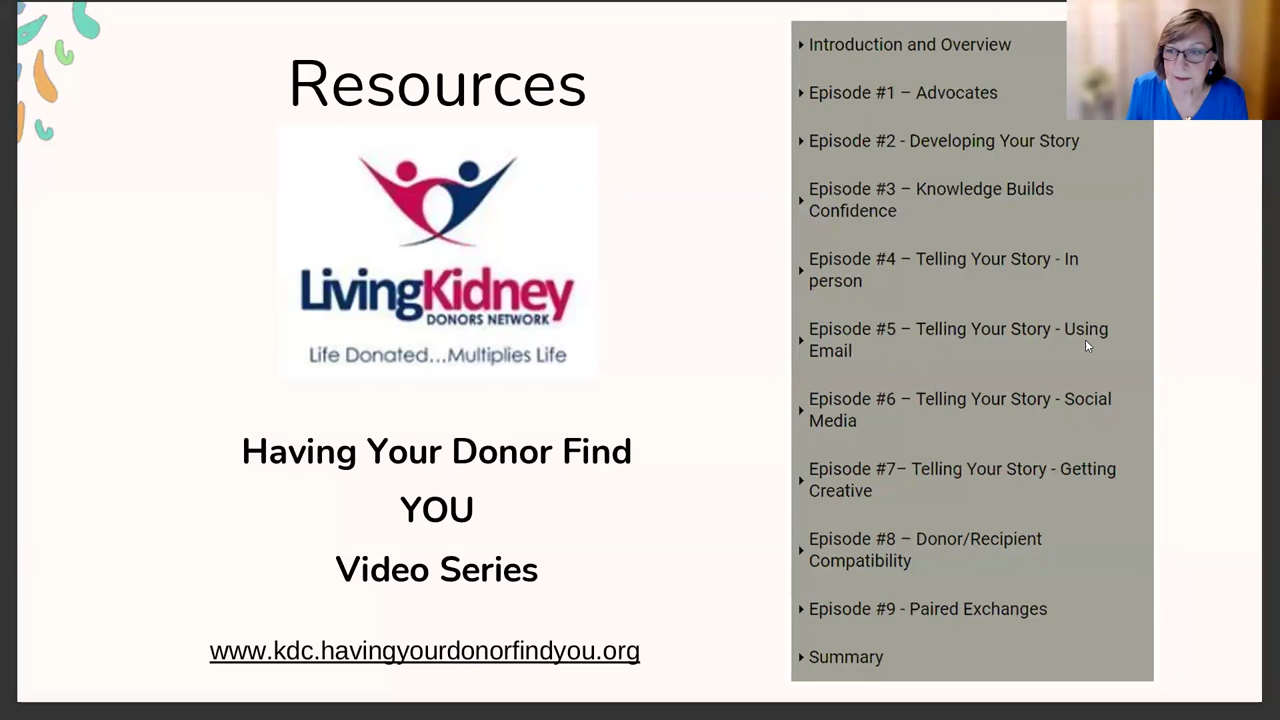 Resources
LivingKidney
DONORS NETWORK
Life Donated...Multiplies Life
Having Your Donor Find
YOU
Video Series
www.kdc.havingyourdonorfindyou.org
Introduction and Overview
Episode #1 – Advocates
Episode #2 - Developing Your Story
Episode #3 – Knowledge Builds
Confidence
Episode #4 – Telling Your Story - In
person
Episode #5 – Telling Your Story - Using
Email
Episode #6 – Telling Your Story - Social
Media
Episode #7– Telling Your Story - Getting
Creative
Episode #8 – Donor/Recipient
Compatibility
Episode #9 - Paired Exchanges
Summary